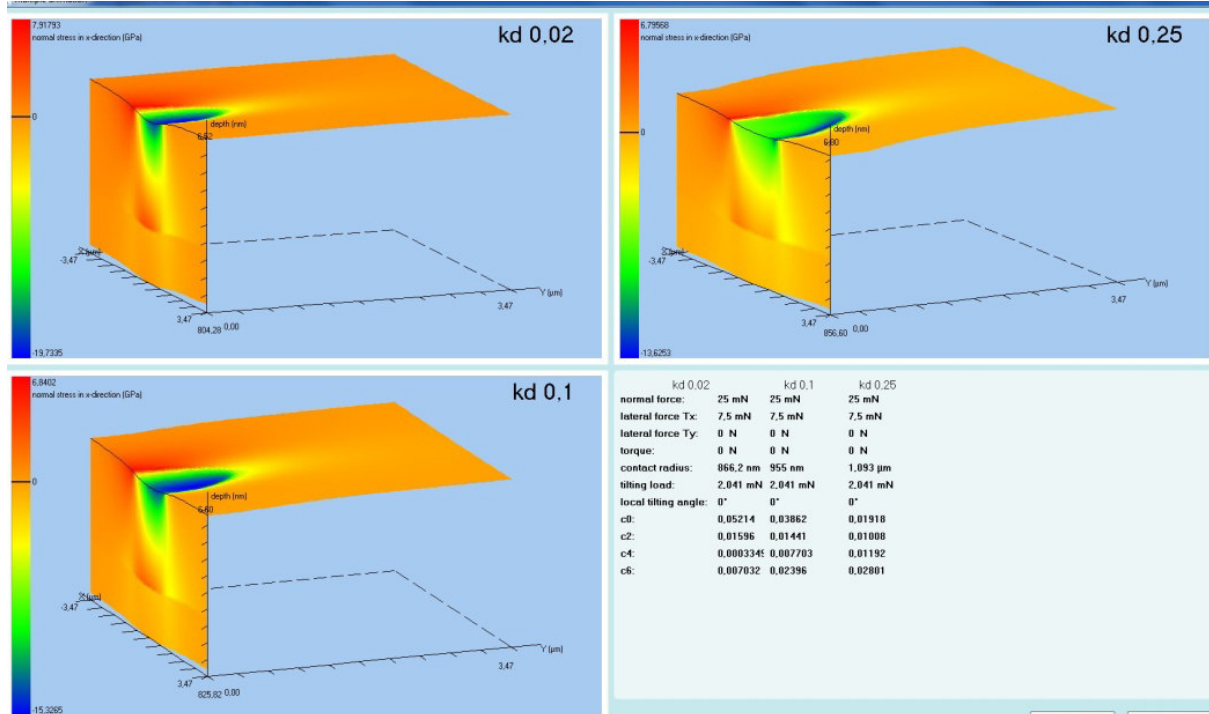 7,91793
normal stress in x-direction (GPa)
kd 0,02
0
depth (nm)
6,52
-3,47
3,47
804,28 0,00
3,47
Y (µm)
-19,7335
6,79568
normal stress in x-direction (GPa)
kd 0,25
0
depth (nm)
-3,47
3,47
856,60 0,00
3,47
Y (µm)
-13,6253
6,8402
normal stress in x-direction (GPa)
kd 0,1
0
depth (nm)
6,60
-3,47
3,47
825,82 0,00
3,47
Y (µm)
-15,3265
kd 0,02 kd 0,1 kd 0,25
normal force: 25 mN 25 mN 25 mN
lateral force Tx: 7,5 mN 7,5 mN 7,5 mN
lateral force Ty: 0 N 0 N 0 N
torque: 0 N 0 N 0 N
contact radius: 866,2 nm 955 nm 1,093 µm
tilting load: 2,041 mN 2,041 mN 2,041 mN
local tilting angle: 0° 0° 0°
c0: 0,05214 0,03862 0,01918
c2: 0,01596 0,01441 0,01008
c4: 0,000334 0,007703 0,01192
c6: 0,007032 0,02396 0,02801